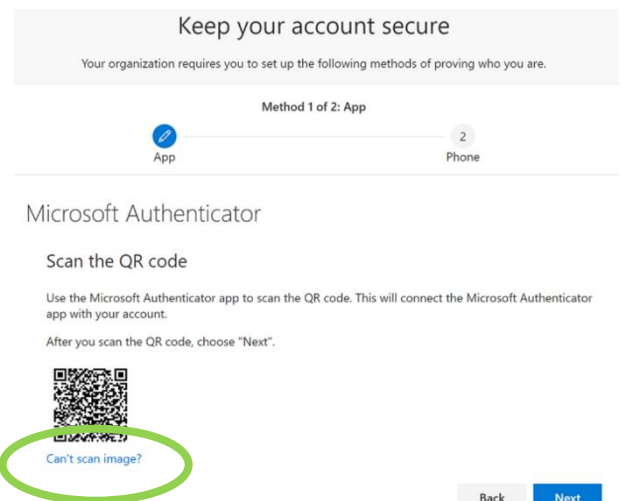 Keep your account secure
Your organization requires you to set up the following methods of proving who you are.
Method 1 of 2: App
2
App Phone
Microsoft Authenticator
Scan the QR code
Use the Microsoft Authenticator app to scan the QR code. This will connect the Microsoft Authenticator
app with your account.
After you scan the QR code, choose "Next".
Can't scan image?
Back Next